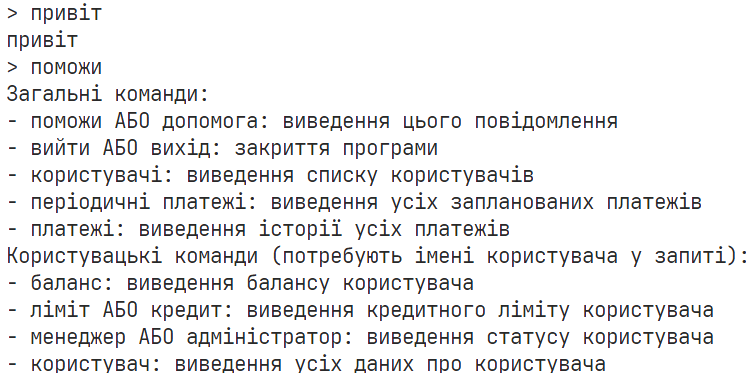 > привіт
привіт
> поможи
Загальні команди:
- поможи АБО допомога: виведення цього повідомлення
- вийти АБО вихід: закриття програми
- користувачі: виведення списку користувачів
- періодичні платежі: виведення усіх запланованих платежів
- платежі: виведення історії усіх платежів
Користувацькі команди (потребують імені користувача у запиті):
- баланс: виведення балансу користувача
- ліміт АБО кредит: виведення кредитного ліміту користувача
- менеджер АБО адміністратор: виведення статусу користувача
- користувач: виведення усіх даних про користувача